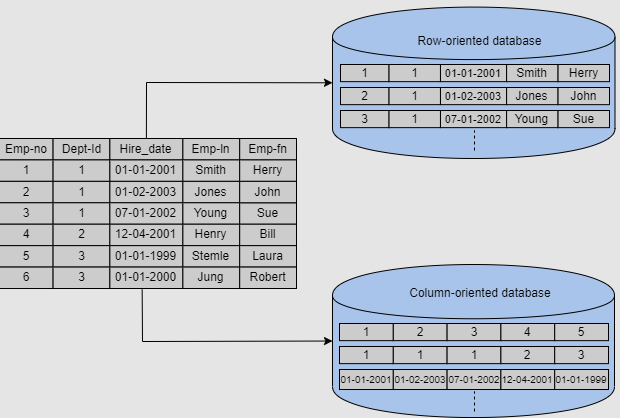 Row-oriented database
1 1 01-01-2001 Smith Herry
2 1 01-02-2003 Jones John
3 1 07-01-2002 Young Sue
Emp-no Dept-Id Hire_date Emp-ln Emp-fn
1 1 01-01-2001 Smith Herry
2 1 01-02-2003 Jones John
3 1 07-01-2002 Young Sue
4 2 12-04-2001 Henry Bill
5 3 01-01-1999 Stemle Laura
6 3 01-01-2000 Jung Robert
Column-oriented database
1 2 3 4 5
1 1 1 2 3
01-01-2001 01-02-2003 07-01-2002 12-04-2001 01-01-1999